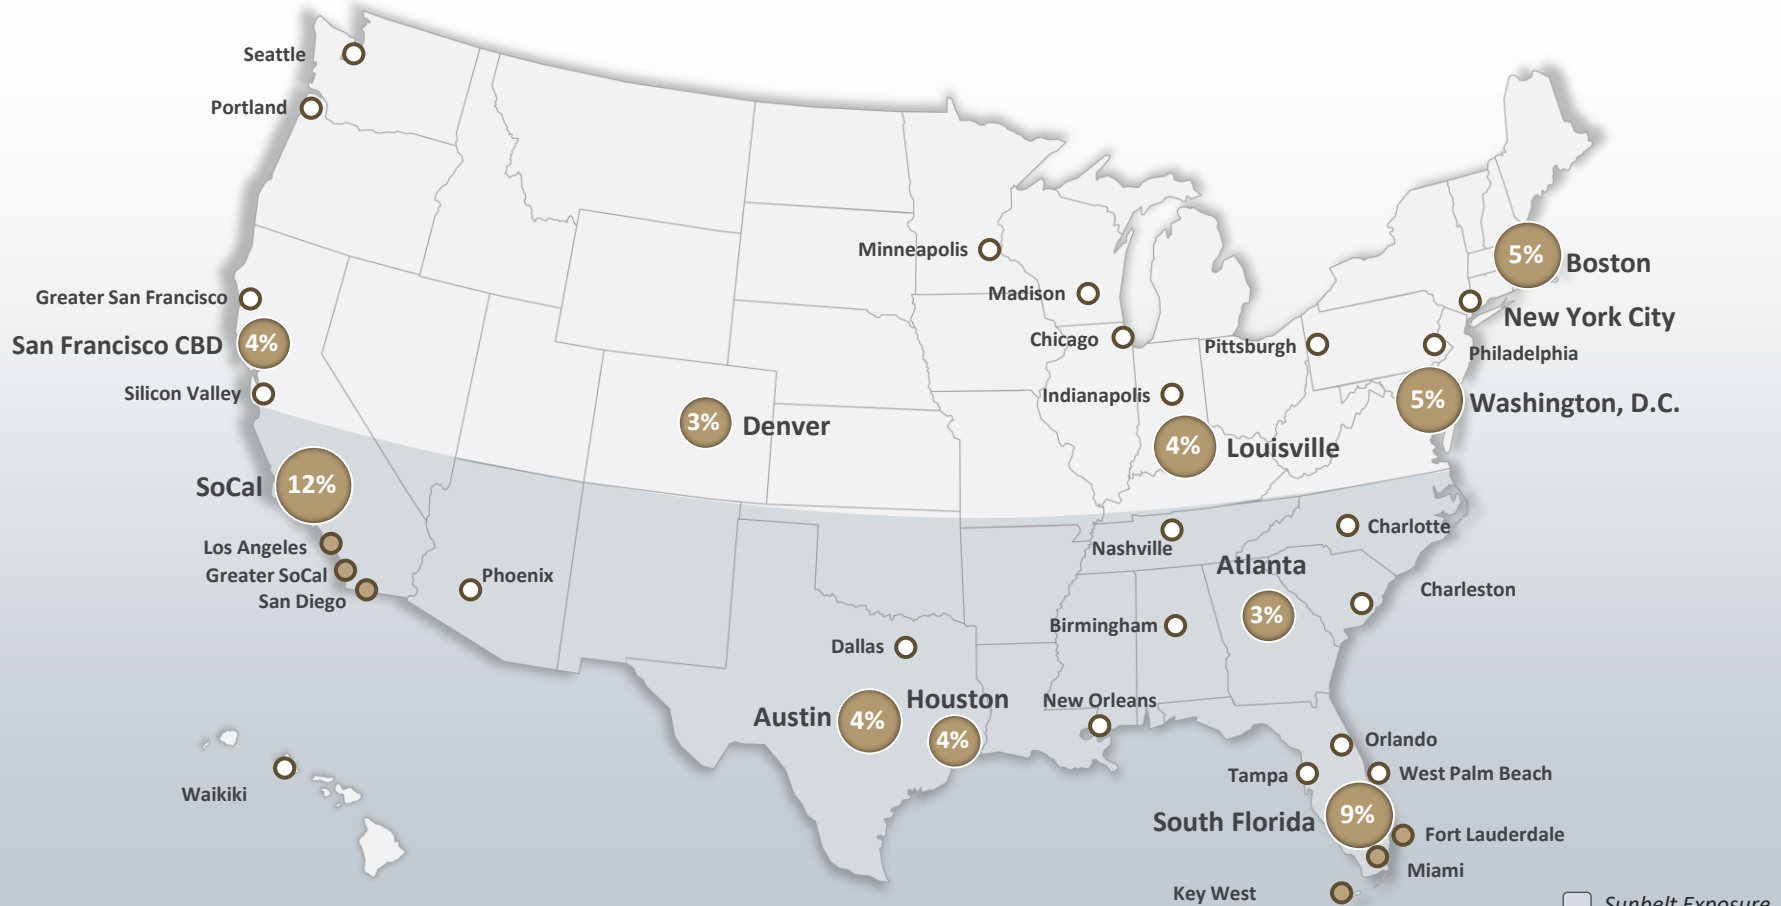 Seattle
Portland
Minneapolis
5% Boston
Madison
Greater San Francisco
New York City
Chicago
San Francisco CBD 4%
Pittsburgh
Philadelphia
Silicon Valley
Indianapolis
5% Washington, D.C.
3% Denver
4% Louisville
SoCal 12%
Charlotte
Los Angeles
Nashville
Atlanta
Greater SoCal
Phoenix
San Diego
Charleston
3%
Birmingham
Dallas
New Orleans
Houston
Austin 4%
4%
Orlando
Tampa
West Palm Beach
Waikiki
South Florida 9%
Fort Lauderdale
Miami
Key West
Sunbelt Exposure